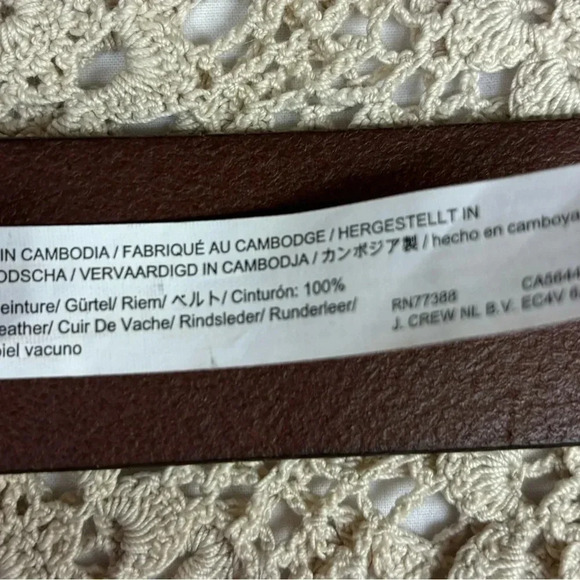 IN CAMBODIA / FABRIQUÉ AU CAMBODGE / HERGESTELLT IN
ODSCHA / VERVAARDIGD IN CAMBODJA / カンボジア製 / hecho en camboya
einture/ Gürtel/ Riem/ ベルト/ Cinturón: 100%
eather/ Cuir De Vache/ Rindsleder/ Runderleer/
piel vacuno
RN77388 CA5644
J. CREW NL B.V. EC4V 6